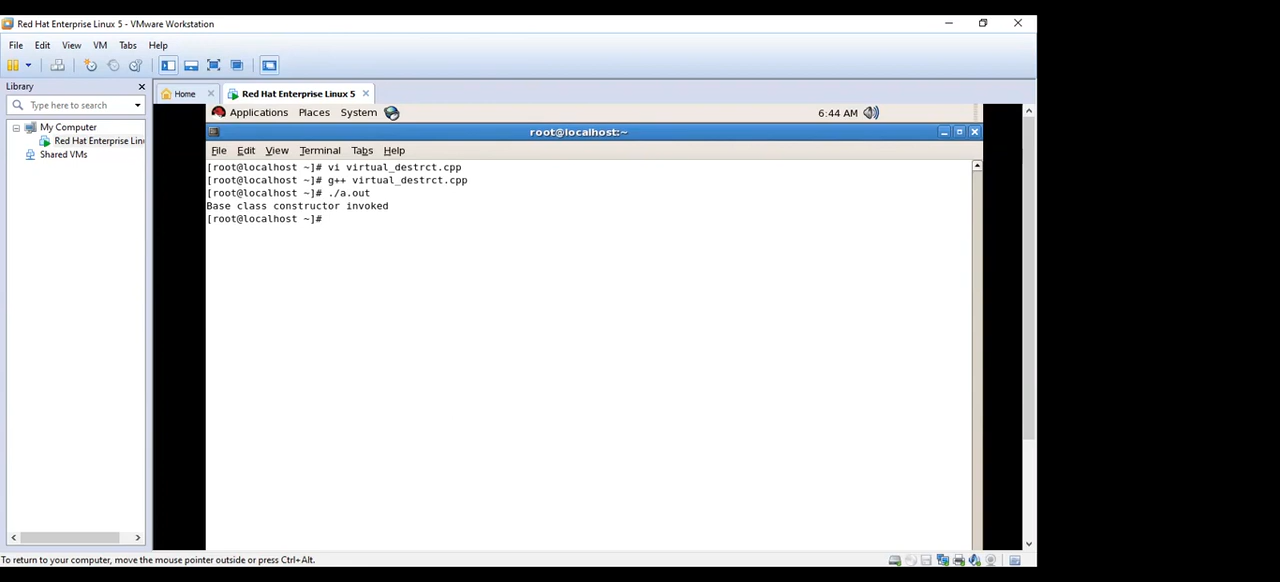 Red Hat Enterprise Linux 5 - VMware Workstation
File Edit View VM Tabs Help
Library
Type here to search
My Computer
Red Hat Enterprise Lin
Shared VMs
Home
Red Hat Enterprise Linux 5
Applications Places System
6:44 AM
root@localhost:~
File Edit View Terminal Tabs Help
[root@localhost ~]# vi virtual_destrct.cpp
[root@localhost ~]# g++ virtual_destrct.cpp
[root@localhost ~]# ./a.out
Base class constructor invoked
[root@localhost ~]#
To return to your computer, move the mouse pointer outside or press Ctrl+Alt.